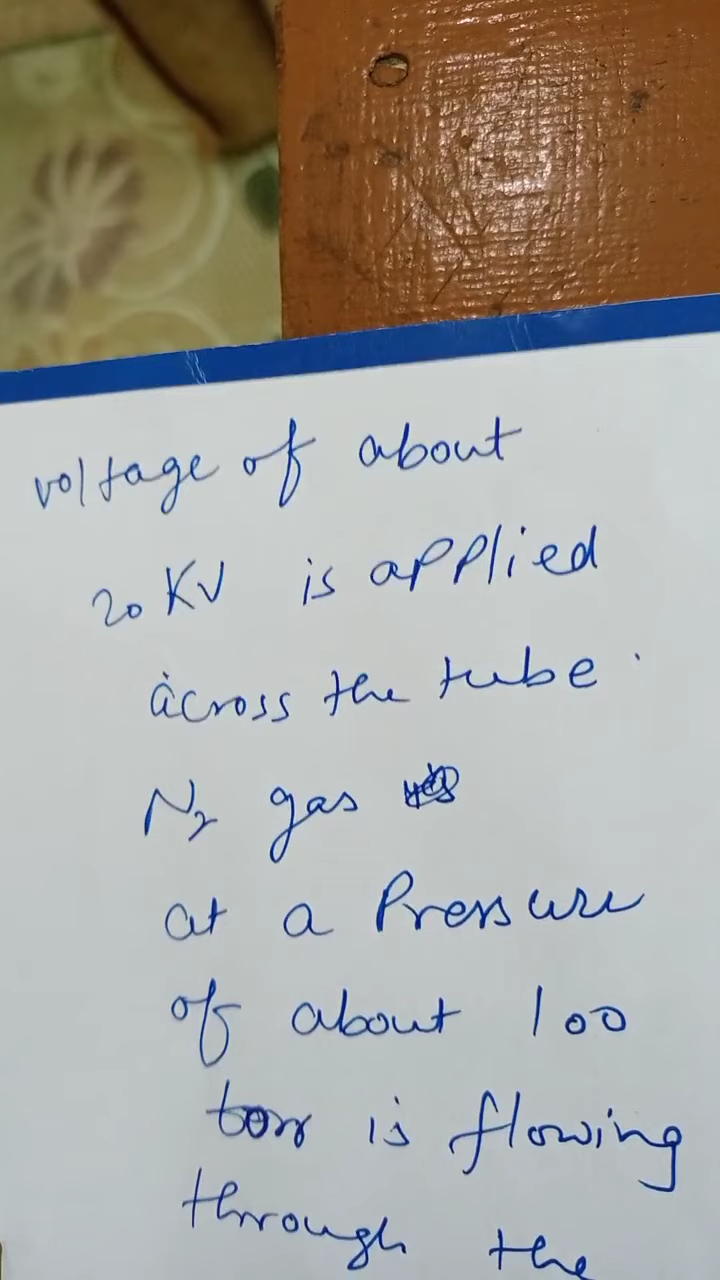 voltage of about
20 KV is applied
across the tube.
N2 gas
at a Pressure
of about 100
torr is flowing
through the